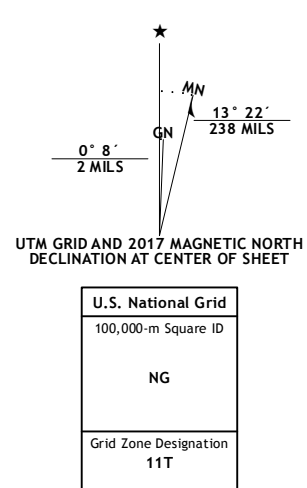 ★
MN
13° 22´
238 MILS
GN
0° 8´
2 MILS
UTM GRID AND 2017 MAGNETIC NORTH
DECLINATION AT CENTER OF SHEET
U.S. National Grid
100,000-m Square ID
NG
Grid Zone Designation
11T